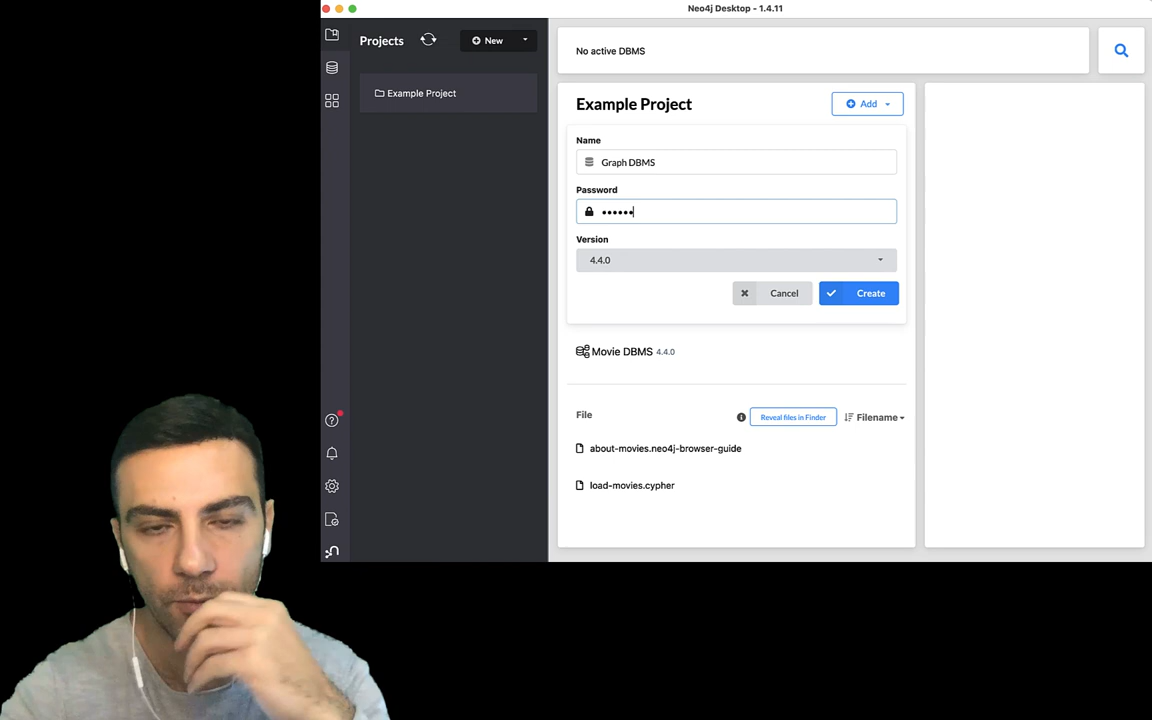 Neo4j Desktop - 1.4.11
Projects
New
No active DBMS
Example Project
Example Project
Add
Name
Graph DBMS
Password
••••••
Version
4.4.0
Cancel
Create
Movie DBMS 4.4.0
File
Reveal files in Finder
Filename
about-movies.neo4j-browser-guide
load-movies.cypher